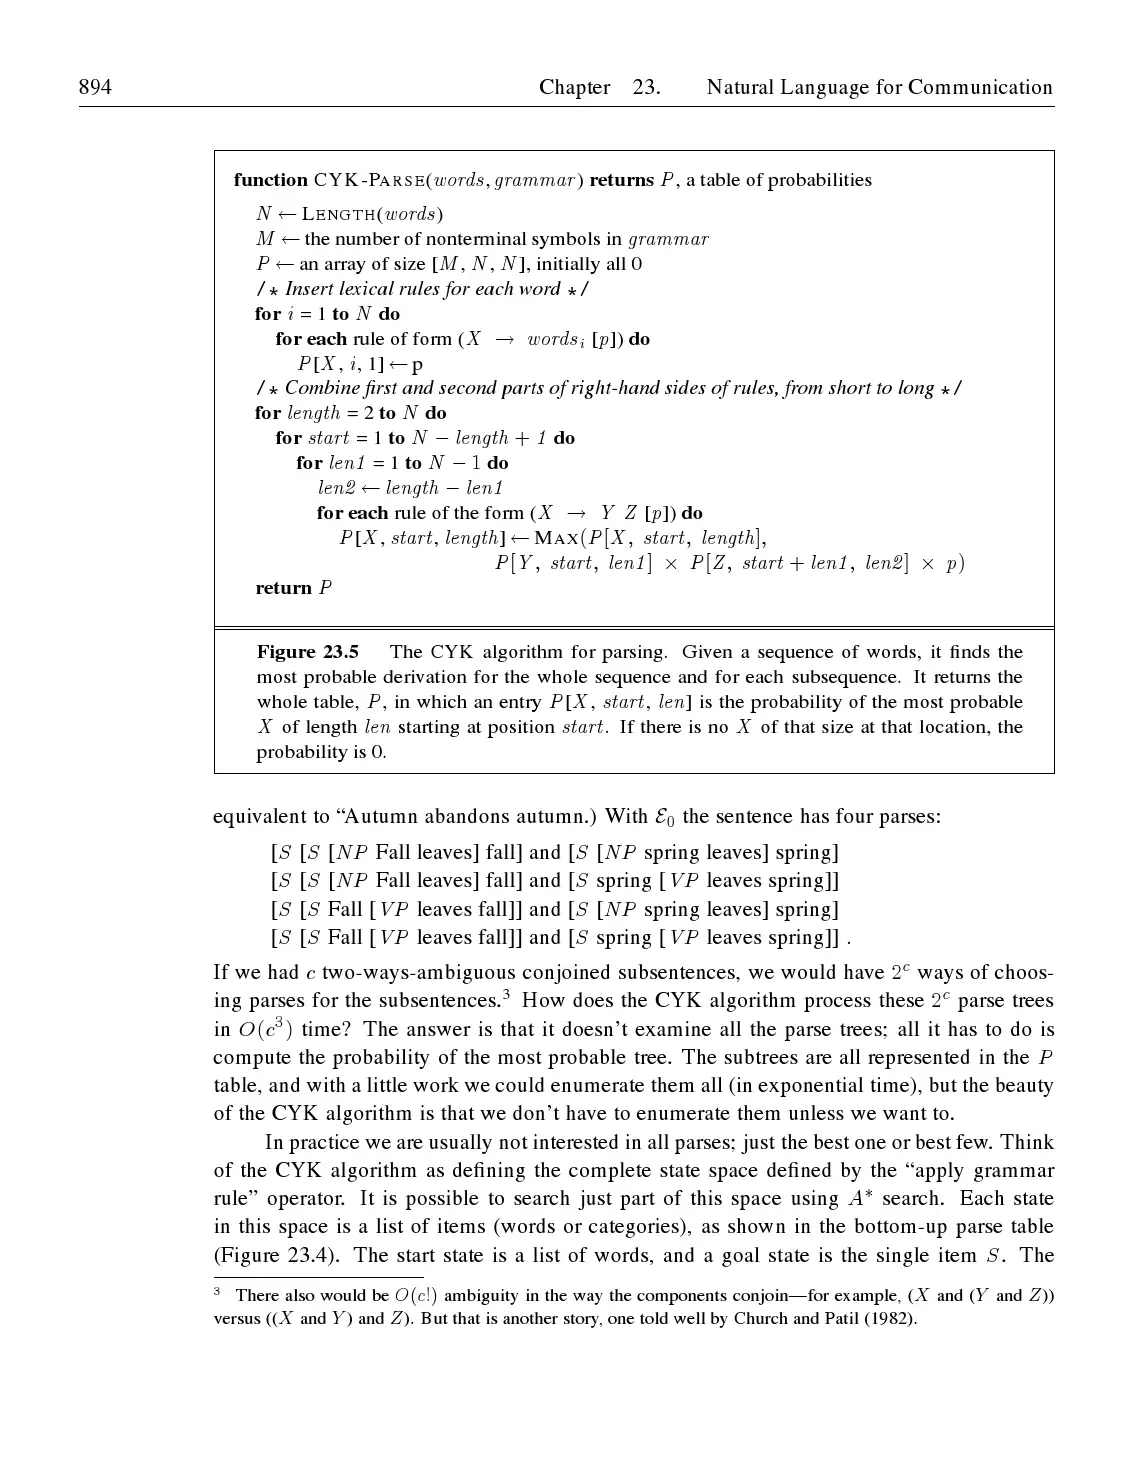 894 Chapter 23. Natural Language for Communication
function CYK-PARSE(words, grammar) returns P, a table of probabilities
N ← LENGTH(words)
M ← the number of nonterminal symbols in grammar
P ← an array of size [M, N, N], initially all 0
/* Insert lexical rules for each word */
for i = 1 to N do
for each rule of form (X → words_i [p]) do
P[X, i, 1] ← p
/* Combine first and second parts of right-hand sides of rules, from short to long */
for length = 2 to N do
for start = 1 to N − length + 1 do
for len1 = 1 to N − 1 do
len2 ← length − len1
for each rule of the form (X → Y Z [p]) do
P[X, start, length] ← MAX(P[X, start, length],
P[Y, start, len1] × P[Z, start + len1, len2] × p)
return P
Figure 23.5 The CYK algorithm for parsing. Given a sequence of words, it finds the
most probable derivation for the whole sequence and for each subsequence. It returns the
whole table, P, in which an entry P[X, start, len] is the probability of the most probable
X of length len starting at position start. If there is no X of that size at that location, the
probability is 0.
equivalent to “Autumn abandons autumn.) With ℰ₀ the sentence has four parses:
[S [S [NP Fall leaves] fall] and [S [NP spring leaves] spring]
[S [S [NP Fall leaves] fall] and [S spring [VP leaves spring]]
[S [S Fall [VP leaves fall]] and [S [NP spring leaves] spring]
[S [S Fall [VP leaves fall]] and [S spring [VP leaves spring]] .
If we had c two-ways-ambiguous conjoined subsentences, we would have 2^c ways of choos-
ing parses for the subsentences.³ How does the CYK algorithm process these 2^c parse trees
in O(c³) time? The answer is that it doesn’t examine all the parse trees; all it has to do is
compute the probability of the most probable tree. The subtrees are all represented in the P
table, and with a little work we could enumerate them all (in exponential time), but the beauty
of the CYK algorithm is that we don’t have to enumerate them unless we want to.
In practice we are usually not interested in all parses; just the best one or best few. Think
of the CYK algorithm as defining the complete state space defined by the “apply grammar
rule” operator. It is possible to search just part of this space using A* search. Each state
in this space is a list of items (words or categories), as shown in the bottom-up parse table
(Figure 23.4). The start state is a list of words, and a goal state is the single item S. The
³ There also would be O(c!) ambiguity in the way the components conjoin—for example, (X and (Y and Z))
versus ((X and Y) and Z). But that is another story, one told well by Church and Patil (1982).